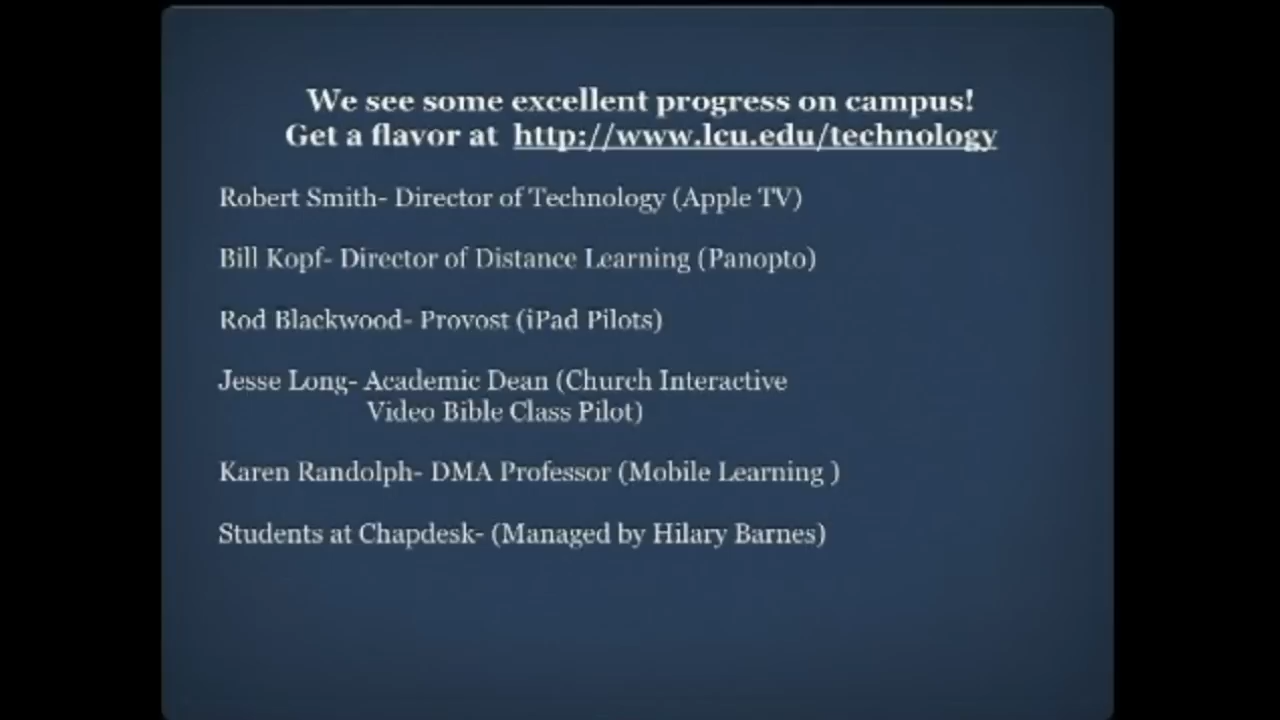 We see some excellent progress on campus!
Get a flavor at http://www.lcu.edu/technology
Robert Smith- Director of Technology (Apple TV)
Bill Kopf- Director of Distance Learning (Panopto)
Rod Blackwood- Provost (iPad Pilots)
Jesse Long- Academic Dean (Church Interactive
Video Bible Class Pilot)
Karen Randolph- DMA Professor (Mobile Learning )
Students at Chapdesk- (Managed by Hilary Barnes)